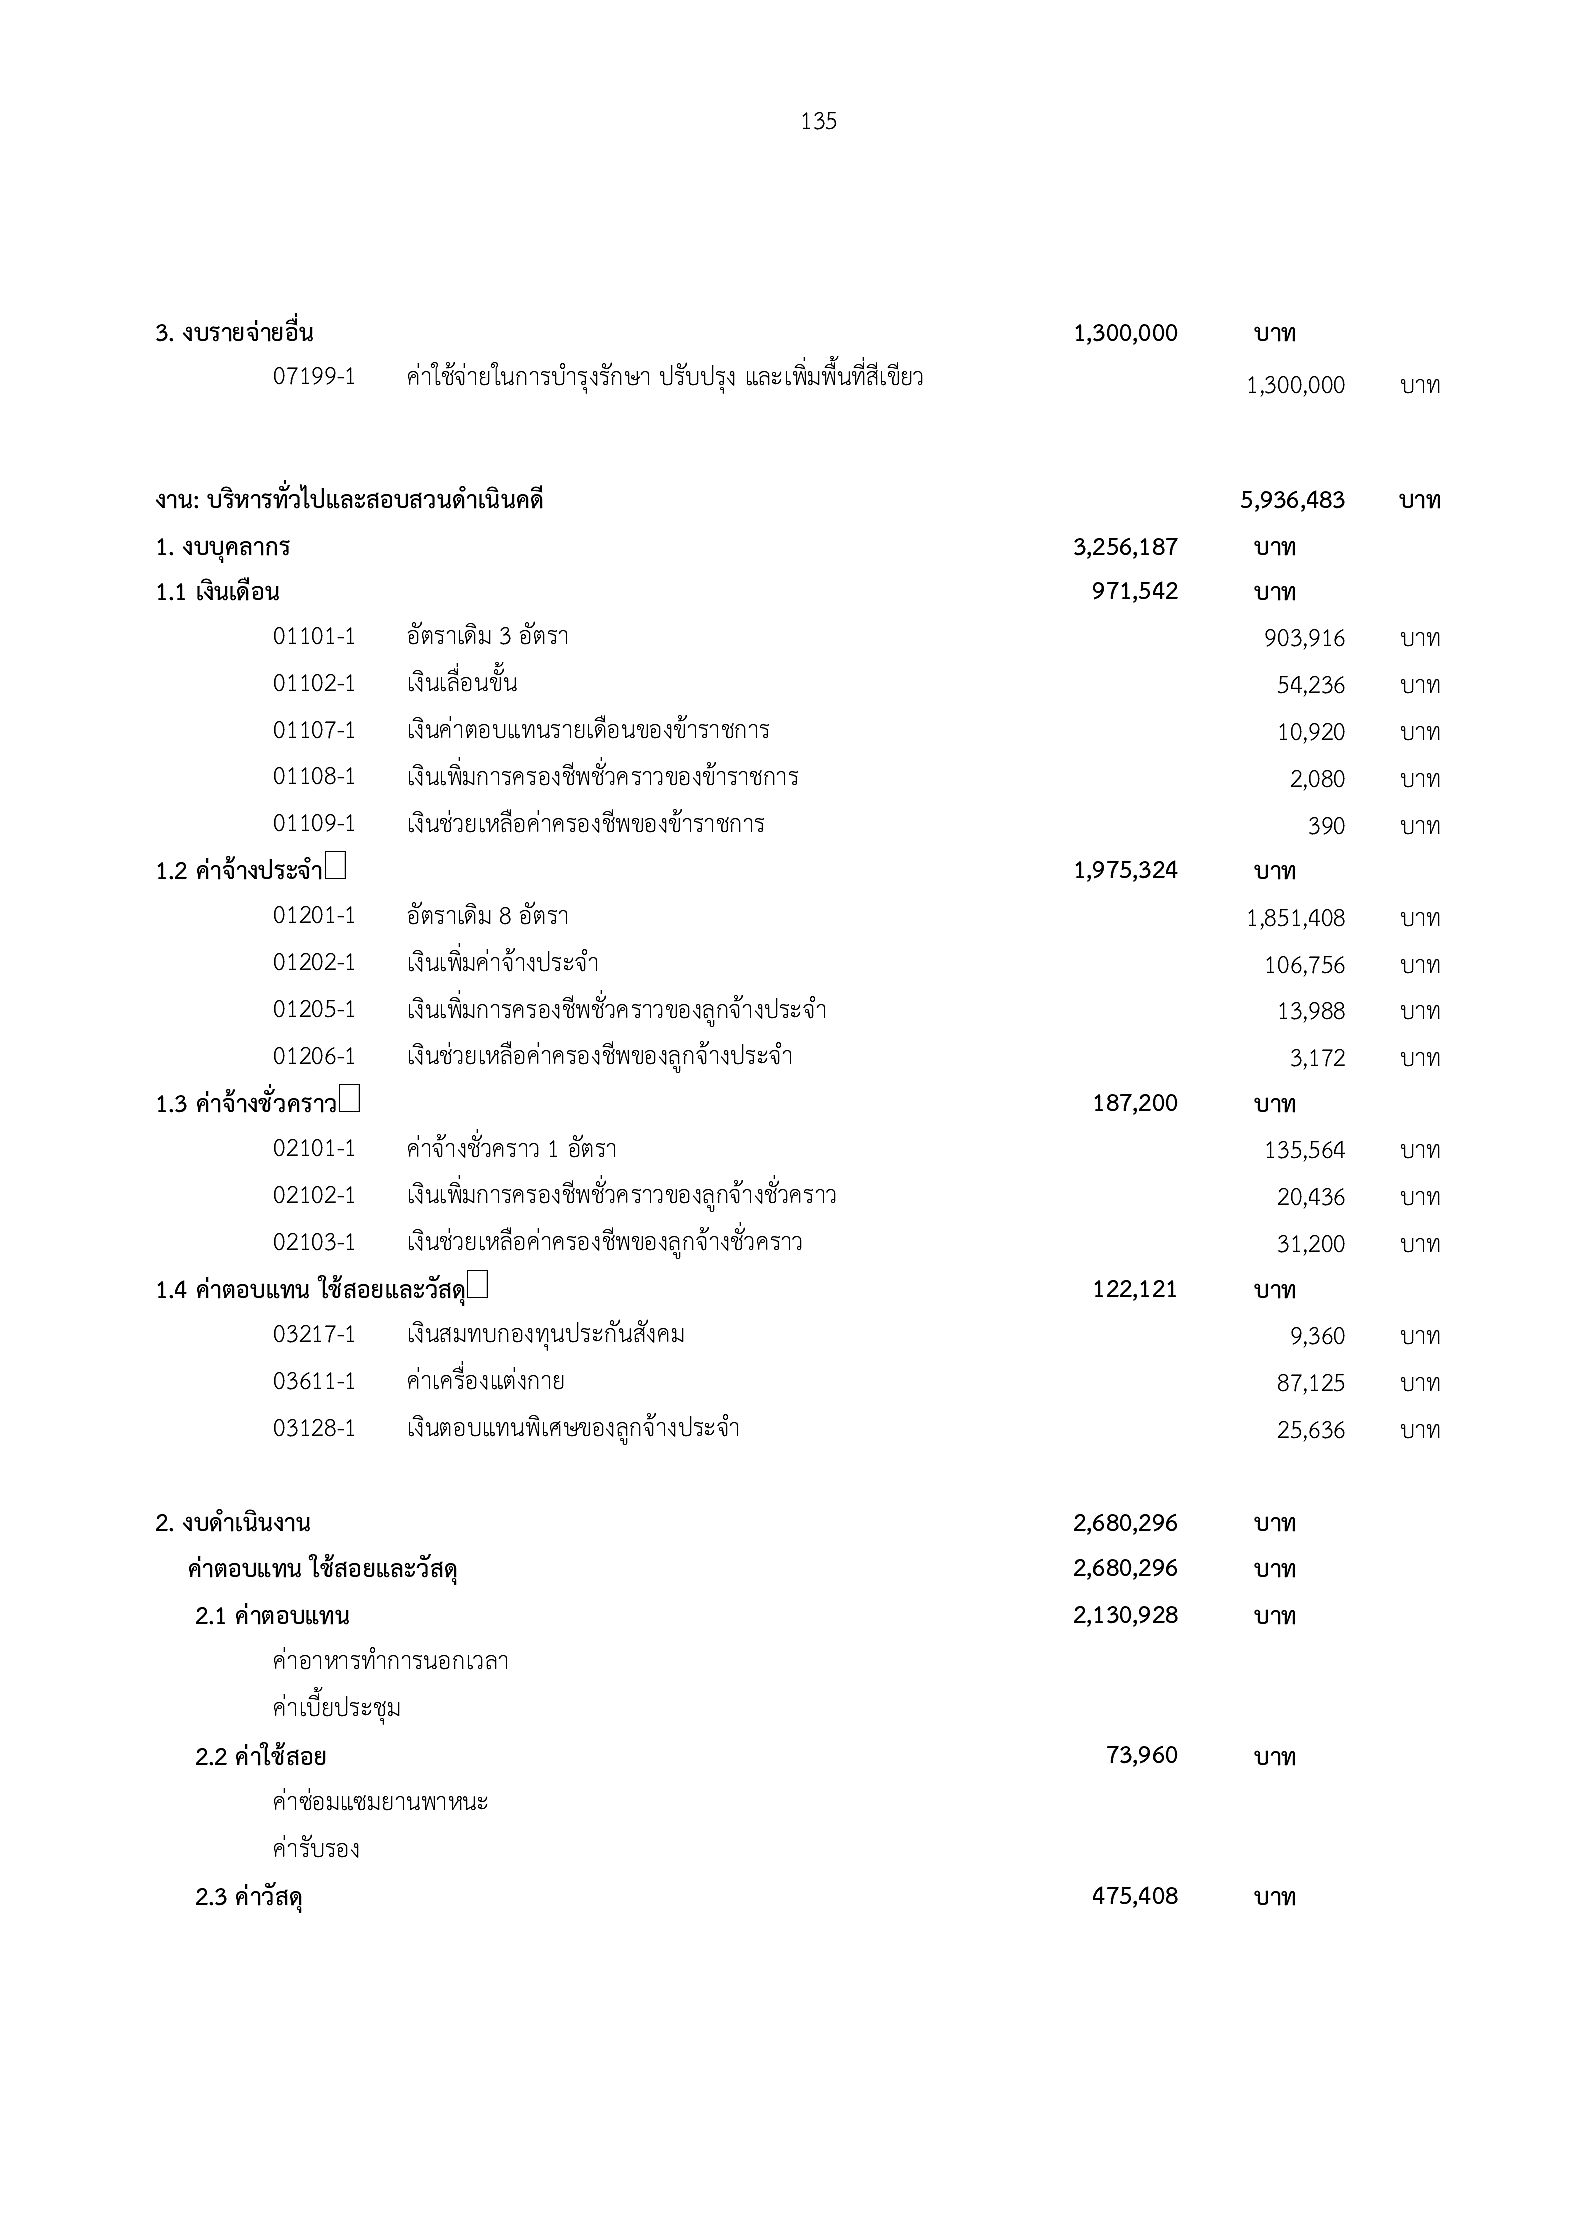 135
3. งบรายจ่ายอื่น 1,300,000 บาท
07199-1 ค่าใช้จ่ายในการบำรุงรักษา ปรับปรุง และเพิ่มพื้นที่สีเขียว 1,300,000 บาท
งาน: บริหารทั่วไปและสอบสวนดำเนินคดี 5,936,483 บาท
1. งบบุคลากร 3,256,187 บาท
1.1 เงินเดือน 971,542 บาท
01101-1 อัตราเดิม 3 อัตรา 903,916 บาท
01102-1 เงินเลื่อนขั้น 54,236 บาท
01107-1 เงินค่าตอบแทนรายเดือนของข้าราชการ 10,920 บาท
01108-1 เงินเพิ่มการครองชีพชั่วคราวของข้าราชการ 2,080 บาท
01109-1 เงินช่วยเหลือค่าครองชีพของข้าราชการ 390 บาท
1.2 ค่าจ้างประจำ 1,975,324 บาท
01201-1 อัตราเดิม 8 อัตรา 1,851,408 บาท
01202-1 เงินเพิ่มค่าจ้างประจำ 106,756 บาท
01205-1 เงินเพิ่มการครองชีพชั่วคราวของลูกจ้างประจำ 13,988 บาท
01206-1 เงินช่วยเหลือค่าครองชีพของลูกจ้างประจำ 3,172 บาท
1.3 ค่าจ้างชั่วคราว 187,200 บาท
02101-1 ค่าจ้างชั่วคราว 1 อัตรา 135,564 บาท
02102-1 เงินเพิ่มการครองชีพชั่วคราวของลูกจ้างชั่วคราว 20,436 บาท
02103-1 เงินช่วยเหลือค่าครองชีพของลูกจ้างชั่วคราว 31,200 บาท
1.4 ค่าตอบแทน ใช้สอยและวัสดุ 122,121 บาท
03217-1 เงินสมทบกองทุนประกันสังคม 9,360 บาท
03611-1 ค่าเครื่องแต่งกาย 87,125 บาท
03128-1 เงินตอบแทนพิเศษของลูกจ้างประจำ 25,636 บาท
2. งบดำเนินงาน 2,680,296 บาท
ค่าตอบแทน ใช้สอยและวัสดุ 2,680,296 บาท
2.1 ค่าตอบแทน 2,130,928 บาท
ค่าอาหารทำการนอกเวลา
ค่าเบี้ยประชุม
2.2 ค่าใช้สอย 73,960 บาท
ค่าซ่อมแซมยานพาหนะ
ค่ารับรอง
2.3 ค่าวัสดุ 475,408 บาท